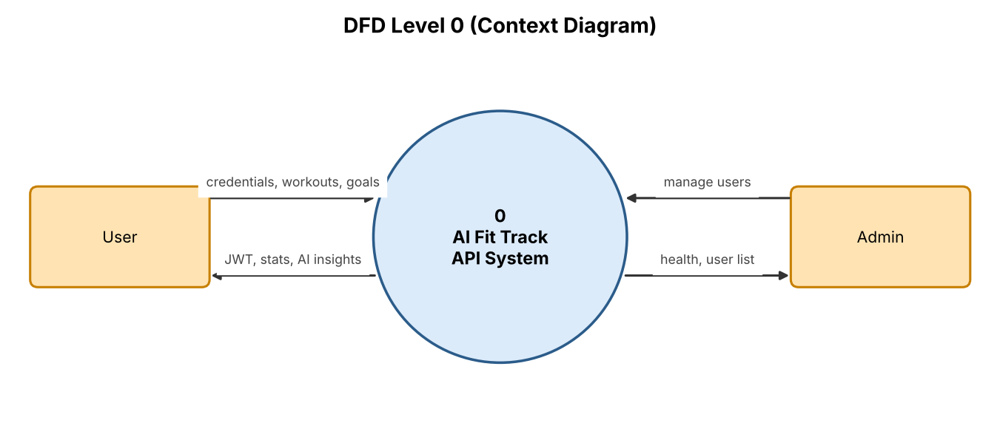 DFD Level 0 (Context Diagram)
credentials, workouts, goals
manage users
User
0
AI Fit Track
API System
Admin
JWT, stats, AI insights
health, user list